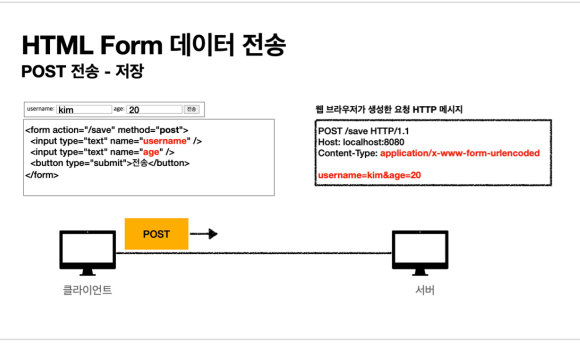 HTML Form 데이터 전송
POST 전송 - 저장
username: kim age: 20 전송
<form action="/save" method="post">
<input type="text" name="username" />
<input type="text" name="age" />
<button type="submit">전송</button>
</form>
웹 브라우저가 생성한 요청 HTTP 메시지
POST /save HTTP/1.1
Host: localhost:8080
Content-Type: application/x-www-form-urlencoded
username=kim&age=20
POST
클라이언트
서버